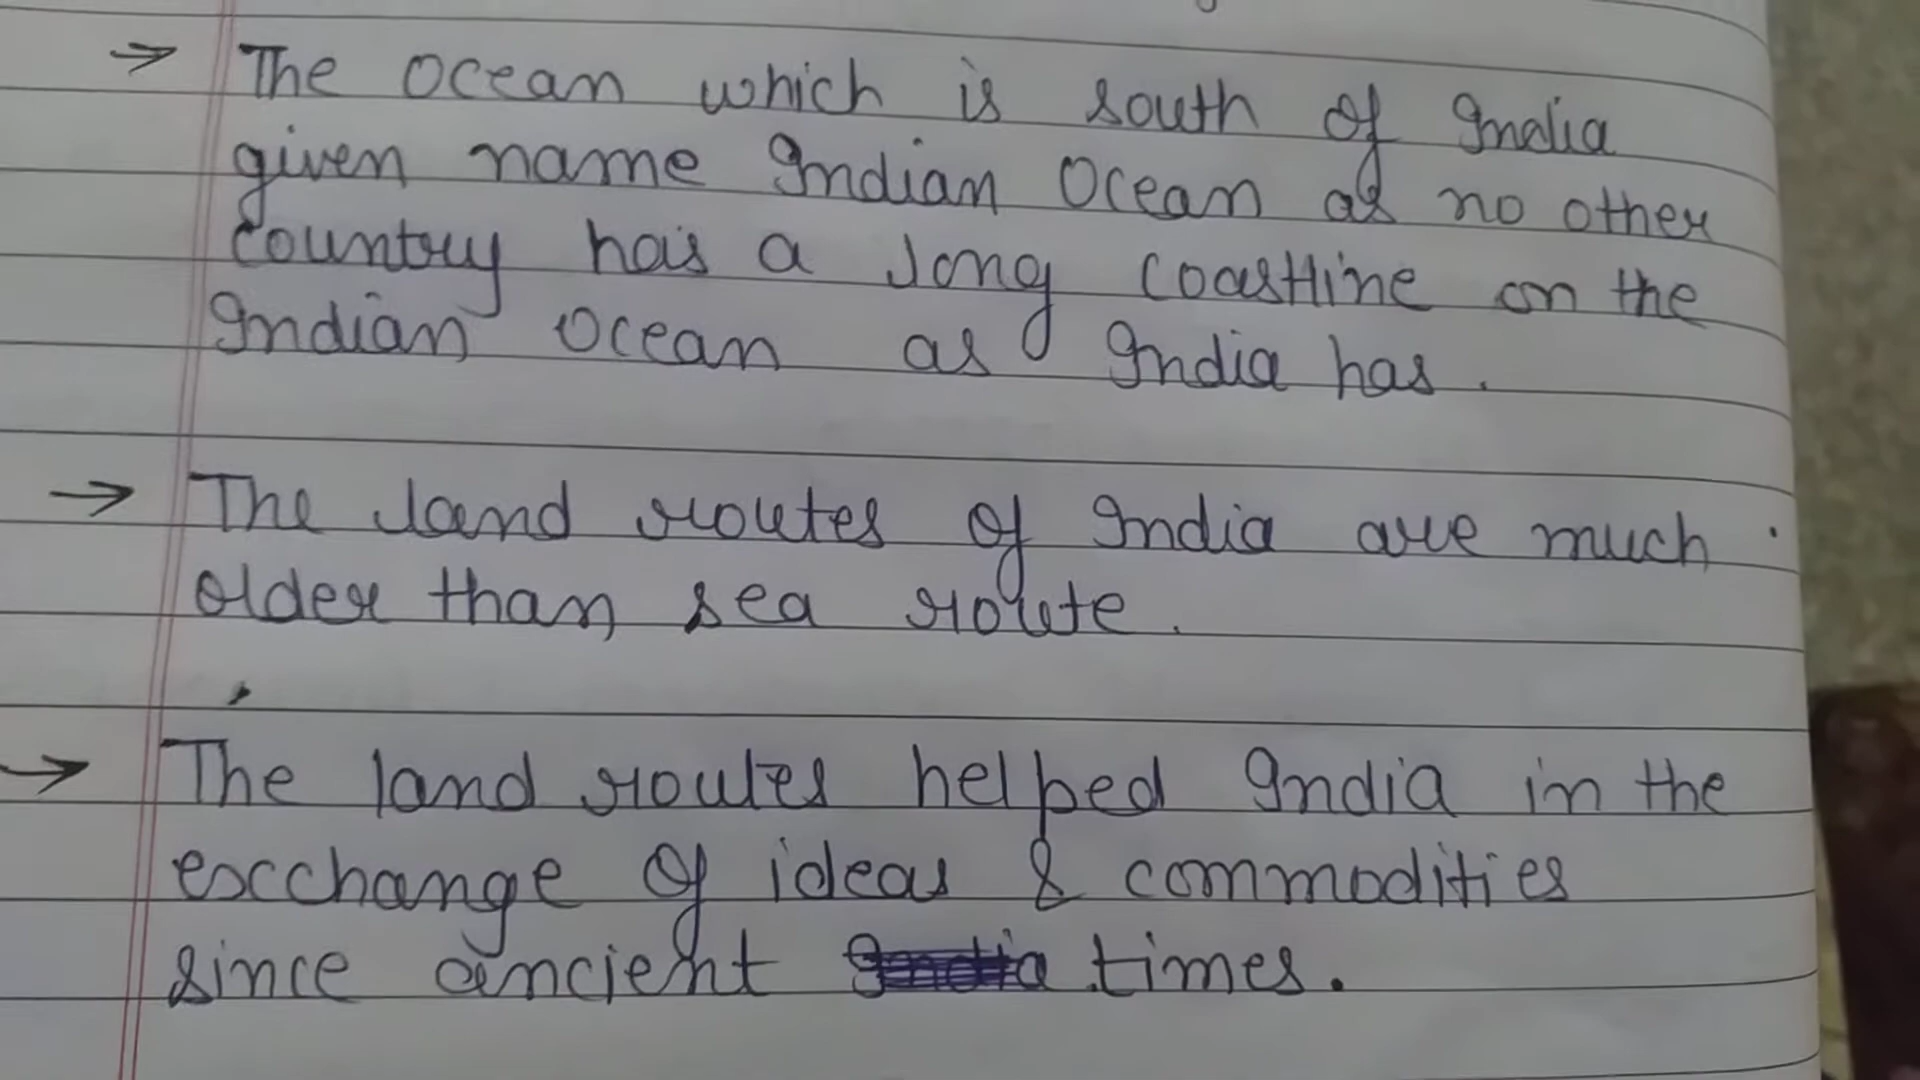 → The Ocean which is south of India
given name Indian Ocean as no other
country has a long coastline on the
Indian Ocean as India has.
→ The land routes of India are much
older than sea route.
→ The land routes helped India in the
exchange of ideas & commodities
since ancient times.